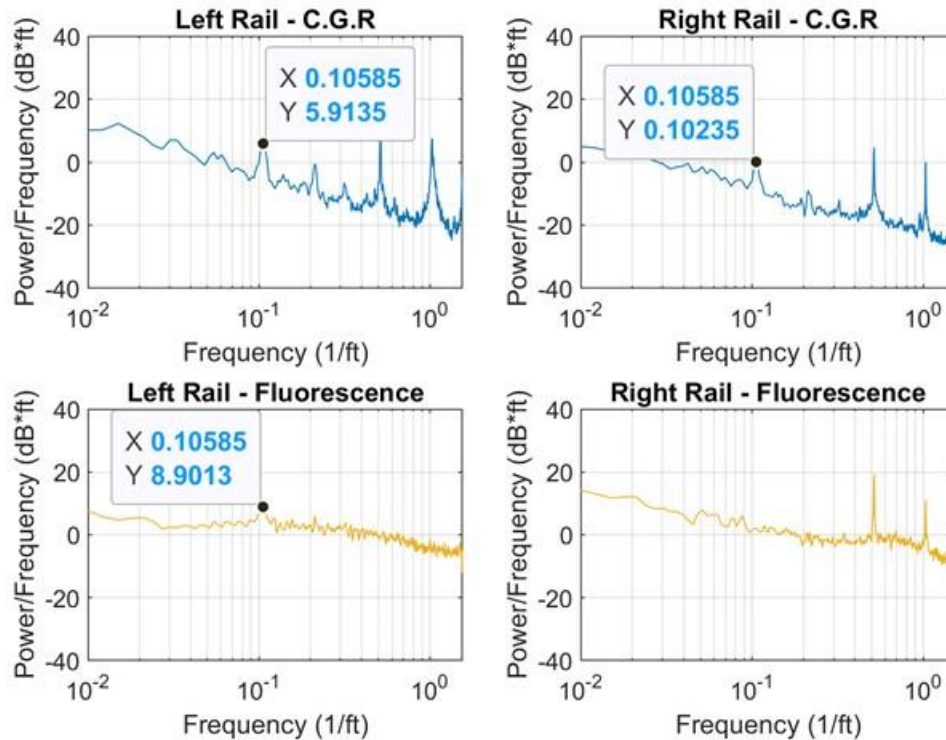 Left Rail - C.G.R
Power/Frequency (dB*ft)
40
20
0
-20
-40
X 0.10585
Y 5.9135
10-2
10-1
100
Frequency (1/ft)
Right Rail - C.G.R
Power/Frequency (dB*ft)
40
20
0
-20
-40
X 0.10585
Y 0.10235
10-2
10-1
100
Frequency (1/ft)
Left Rail - Fluorescence
Power/Frequency (dB*ft)
40
20
0
-20
-40
X 0.10585
Y 8.9013
10-2
10-1
100
Frequency (1/ft)
Right Rail - Fluorescence
Power/Frequency (dB*ft)
40
20
0
-20
-40
10-2
10-1
100
Frequency (1/ft)